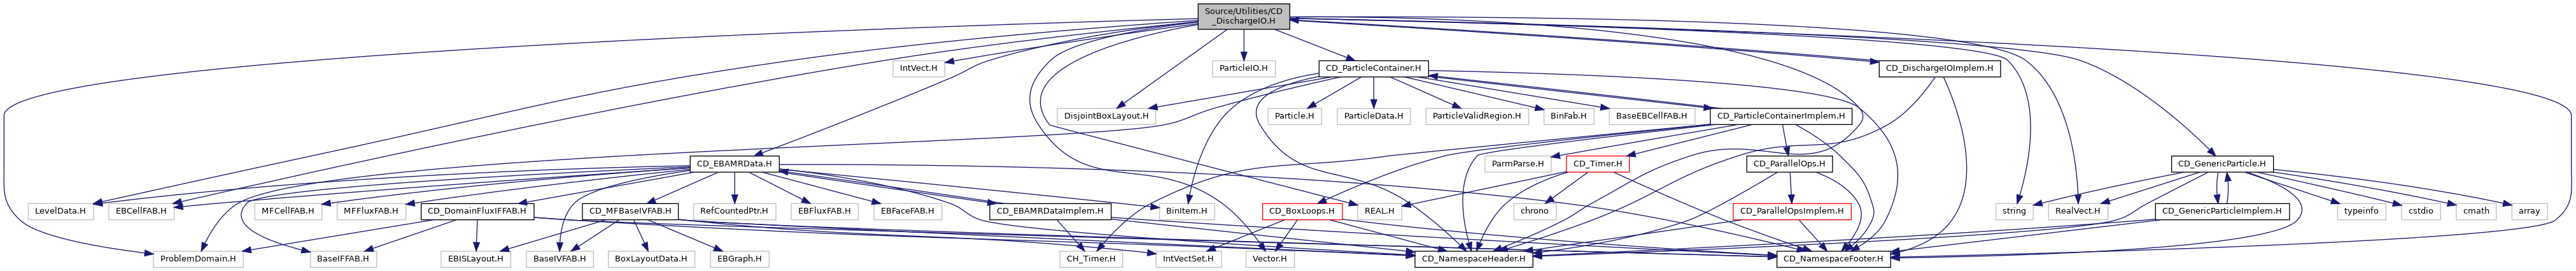 Source/Utilities/CD
_DischargeIO.H
IntVect.H
ParticleIO.H
CD_ParticleContainer.H
CD_DischargeIOImplem.H
DisjointBoxLayout.H
Particle.H
ParticleData.H
ParticleValidRegion.H
BinFab.H
BaseEBCellFAB.H
CD_ParticleContainerImplem.H
CD_EBAMRData.H
ParmParse.H
CD_Timer.H
CD_ParallelOps.H
CD_GenericParticle.H
LevelData.H
EBCellFAB.H
MFCellFAB.H
MFFluxFAB.H
CD_DomainFluxIFFAB.H
CD_MFBaseIVFAB.H
RefCountedPtr.H
EBFluxFAB.H
EBFaceFAB.H
CD_EBAMRDataImplem.H
BinItem.H
CD_BoxLoops.H
REAL.H
chrono
CD_ParallelOpsImplem.H
string
RealVect.H
CD_GenericParticleImplem.H
typeinfo
cstdio
cmath
array
ProblemDomain.H
BaseIFFAB.H
EBISLayout.H
BaseIVFAB.H
BoxLayoutData.H
EBGraph.H
CH_Timer.H
IntVectSet.H
Vector.H
CD_NamespaceHeader.H
CD_NamespaceFooter.H